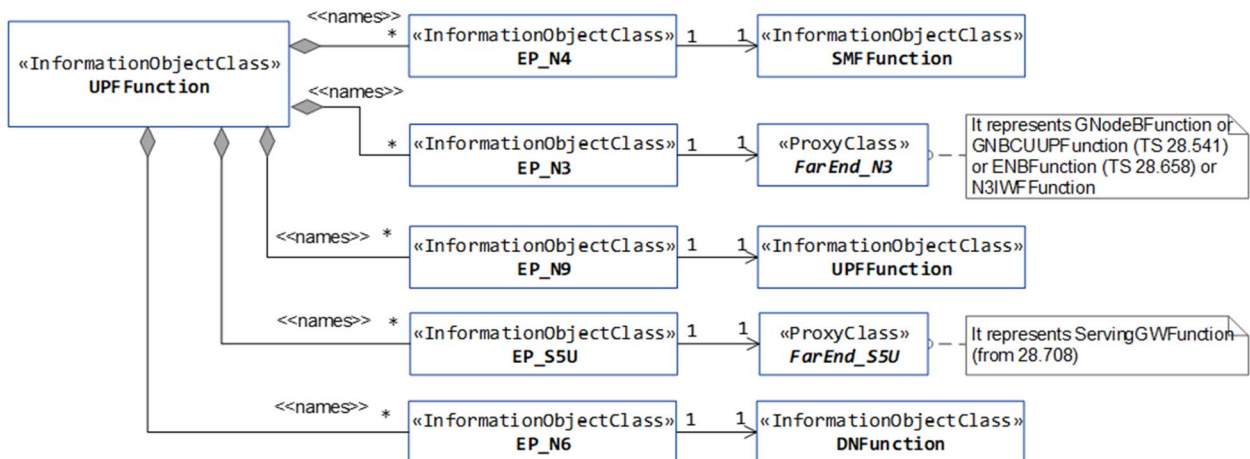 <<names>>
*
«InformationObjectClass»
UPFFunction
«InformationObjectClass»
EP_N4
1
1
«InformationObjectClass»
SMFFunction
<<names>>
*
«InformationObjectClass»
EP_N3
1
1
«ProxyClass»
FarEnd_N3
It represents GNodeBFunction or
GNBCUUPFunction (TS 28.541)
or ENBFunction (TS 28.658) or
N3IWFFunction
<<names>>
*
«InformationObjectClass»
EP_N9
1
1
«InformationObjectClass»
UPFFunction
<<names>>
*
«InformationObjectClass»
EP_S5U
1
1
«ProxyClass»
FarEnd_S5U
It represents ServingGWFunction
(from 28.708)
<<names>>
*
«InformationObjectClass»
EP_N6
1
1
«InformationObjectClass»
DNFunction